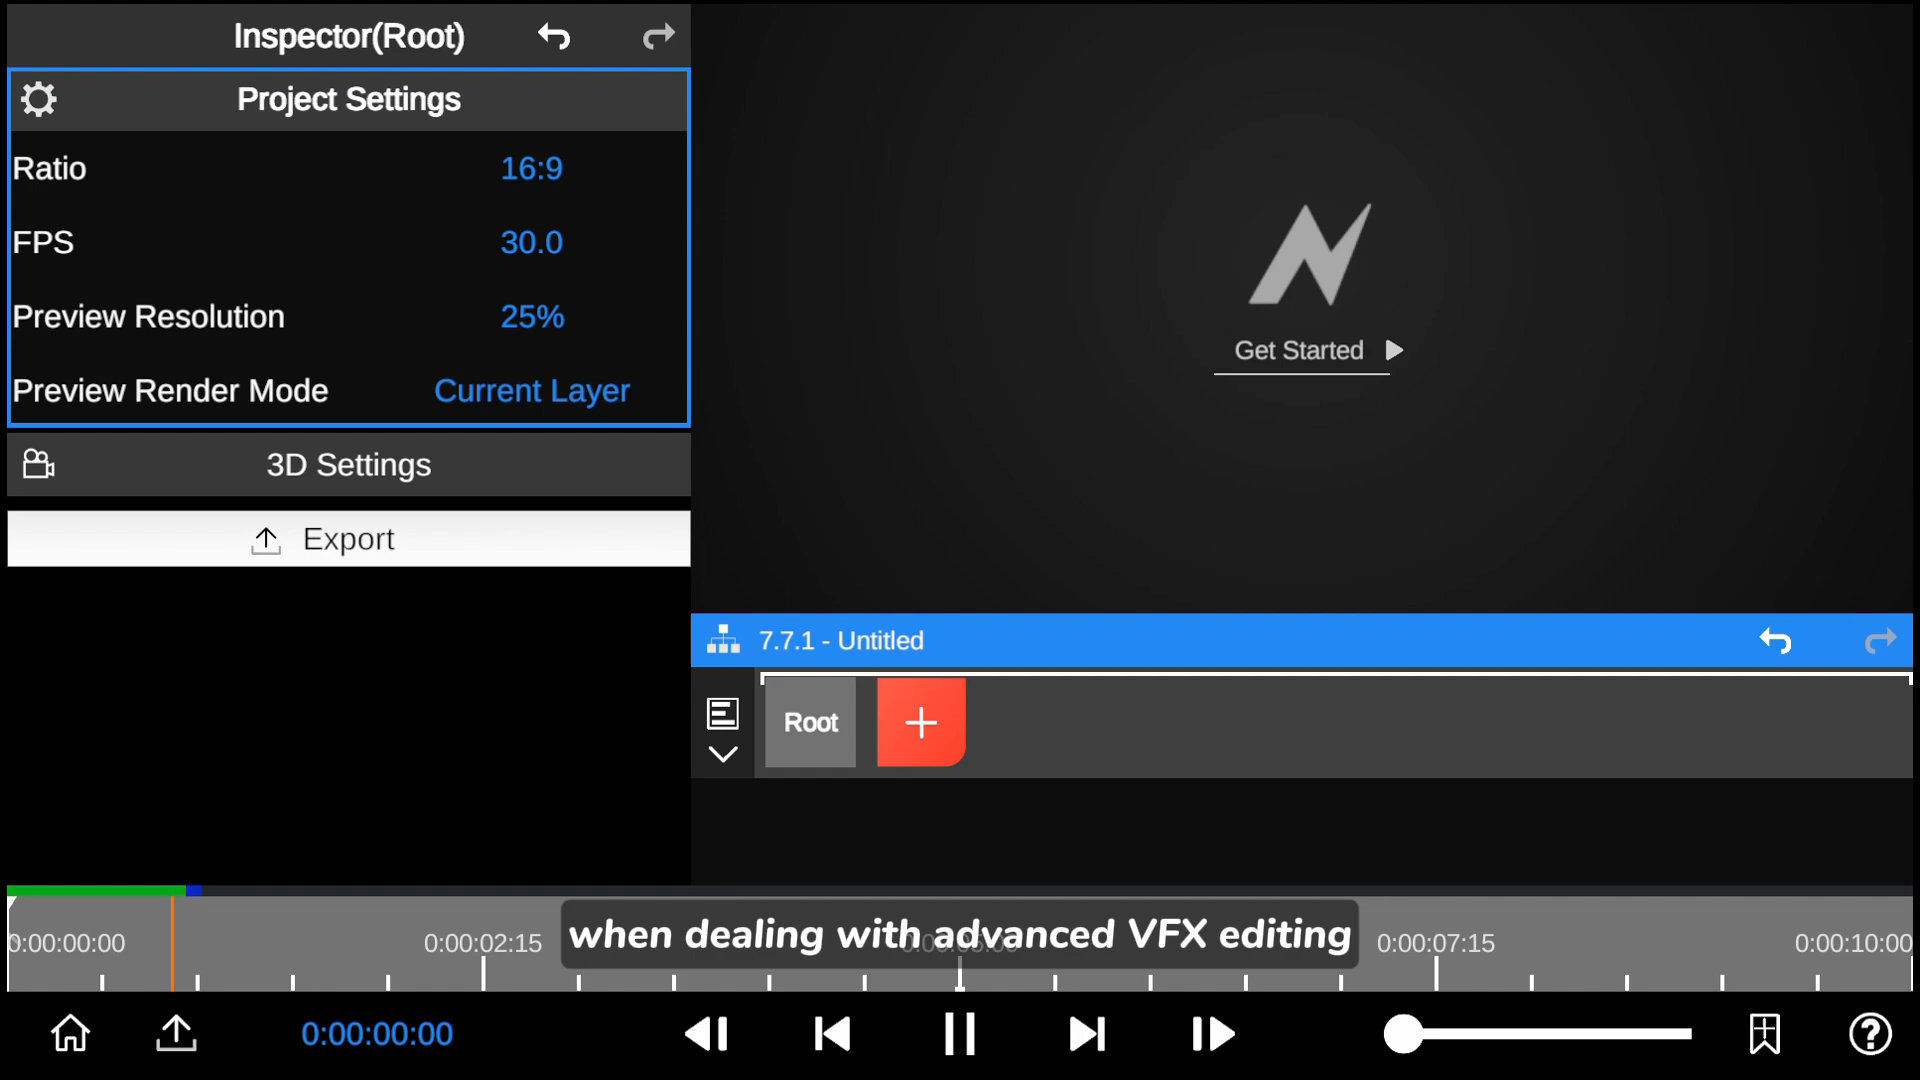 Inspector(Root)
Project Settings
Ratio 16:9
FPS 30.0
Preview Resolution 25%
Preview Render Mode Current Layer
3D Settings
Export
Get Started
7.7.1 - Untitled
Root
0:00:00:00 0:00:02:15 0:00:07:15 0:00:10:00
when dealing with advanced VFX editing
0:00:00:00